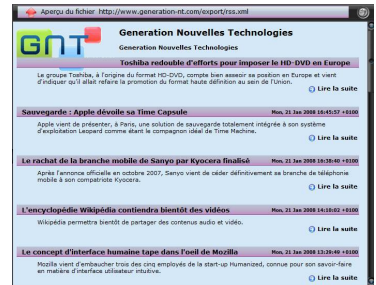 Aperçu du fichier http://www.generation-nt.com/export/rss.xml
GNT
Generation Nouvelles Technologies
Generation Nouvelles Technologies
Toshiba redouble d'efforts pour imposer le HD-DVD en Europe
Le groupe Toshiba, à l'origine du format HD-DVD, compte bien asseoir sa position en Europe et vient
d'indiquer qu'il allait refaire la promotion du format haute définition au sein de l'Union.
Lire la suite
Sauvegarde : Apple dévoile sa Time Capsule Mon, 21 Jan 2008 16:45:57 +0100
Apple vient de présenter, à Paris, une solution de sauvegarde totalement intégrée à son système
d'exploitation Leopard comme étant le compagnon idéal de Time Machine.
Lire la suite
Le rachat de la branche mobile de Sanyo par Kyocera finalisé Mon, 21 Jan 2008 16:38:40 +0100
Après l'annonce officielle en octobre 2007, Sanyo vient de céder définitivement sa branche de téléphonie
mobile à son compatriote Kyocera.
Lire la suite
L'encyclopédie Wikipédia contiendra bientôt des vidéos Mon, 21 Jan 2008 14:18:02 +0100
Wikipédia permettra bientôt de partager des contenus audio et vidéo.
Lire la suite
Le concept d'interface humaine tape dans l'oeil de Mozilla Mon, 21 Jan 2008 13:29:49 +0100
Mozilla vient d'embaucher trois des cinq employés de la start-up Humanized, connue pour son savoir-faire
en matière d'interface utilisateur intuitive.
Lire la suite